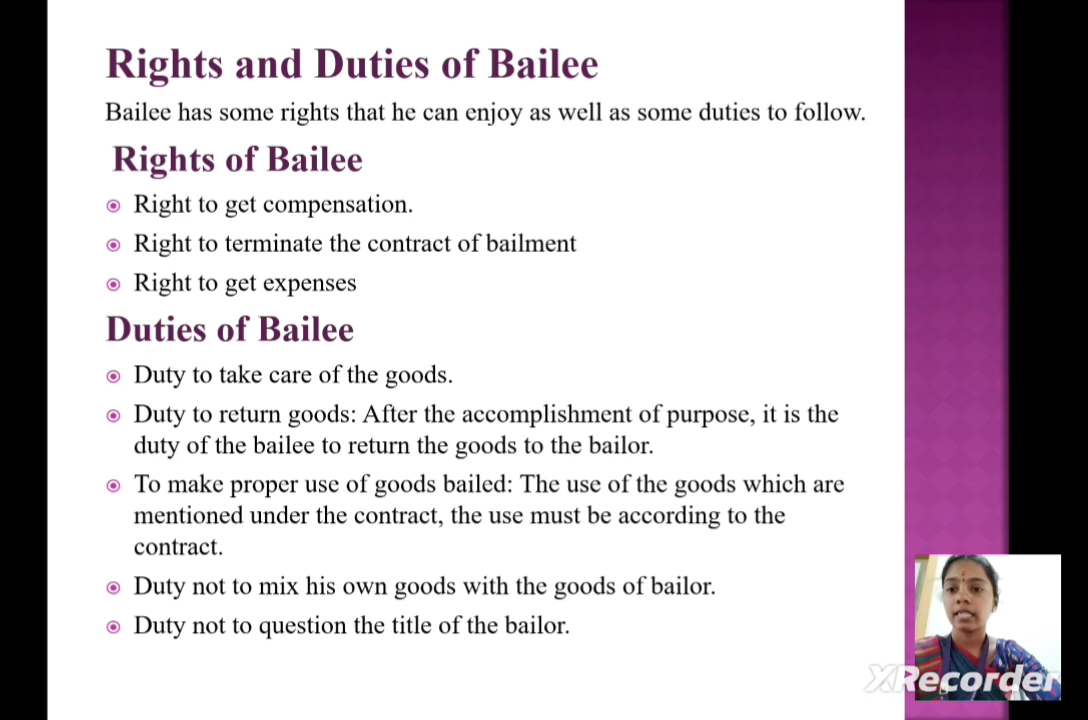 Rights and Duties of Bailee
Bailee has some rights that he can enjoy as well as some duties to follow.
Rights of Bailee
Right to get compensation.
Right to terminate the contract of bailment
Right to get expenses
Duties of Bailee
Duty to take care of the goods.
Duty to return goods: After the accomplishment of purpose, it is the
duty of the bailee to return the goods to the bailor.
To make proper use of goods bailed: The use of the goods which are
mentioned under the contract, the use must be according to the
contract.
Duty not to mix his own goods with the goods of bailor.
Duty not to question the title of the bailor.
XRecorder